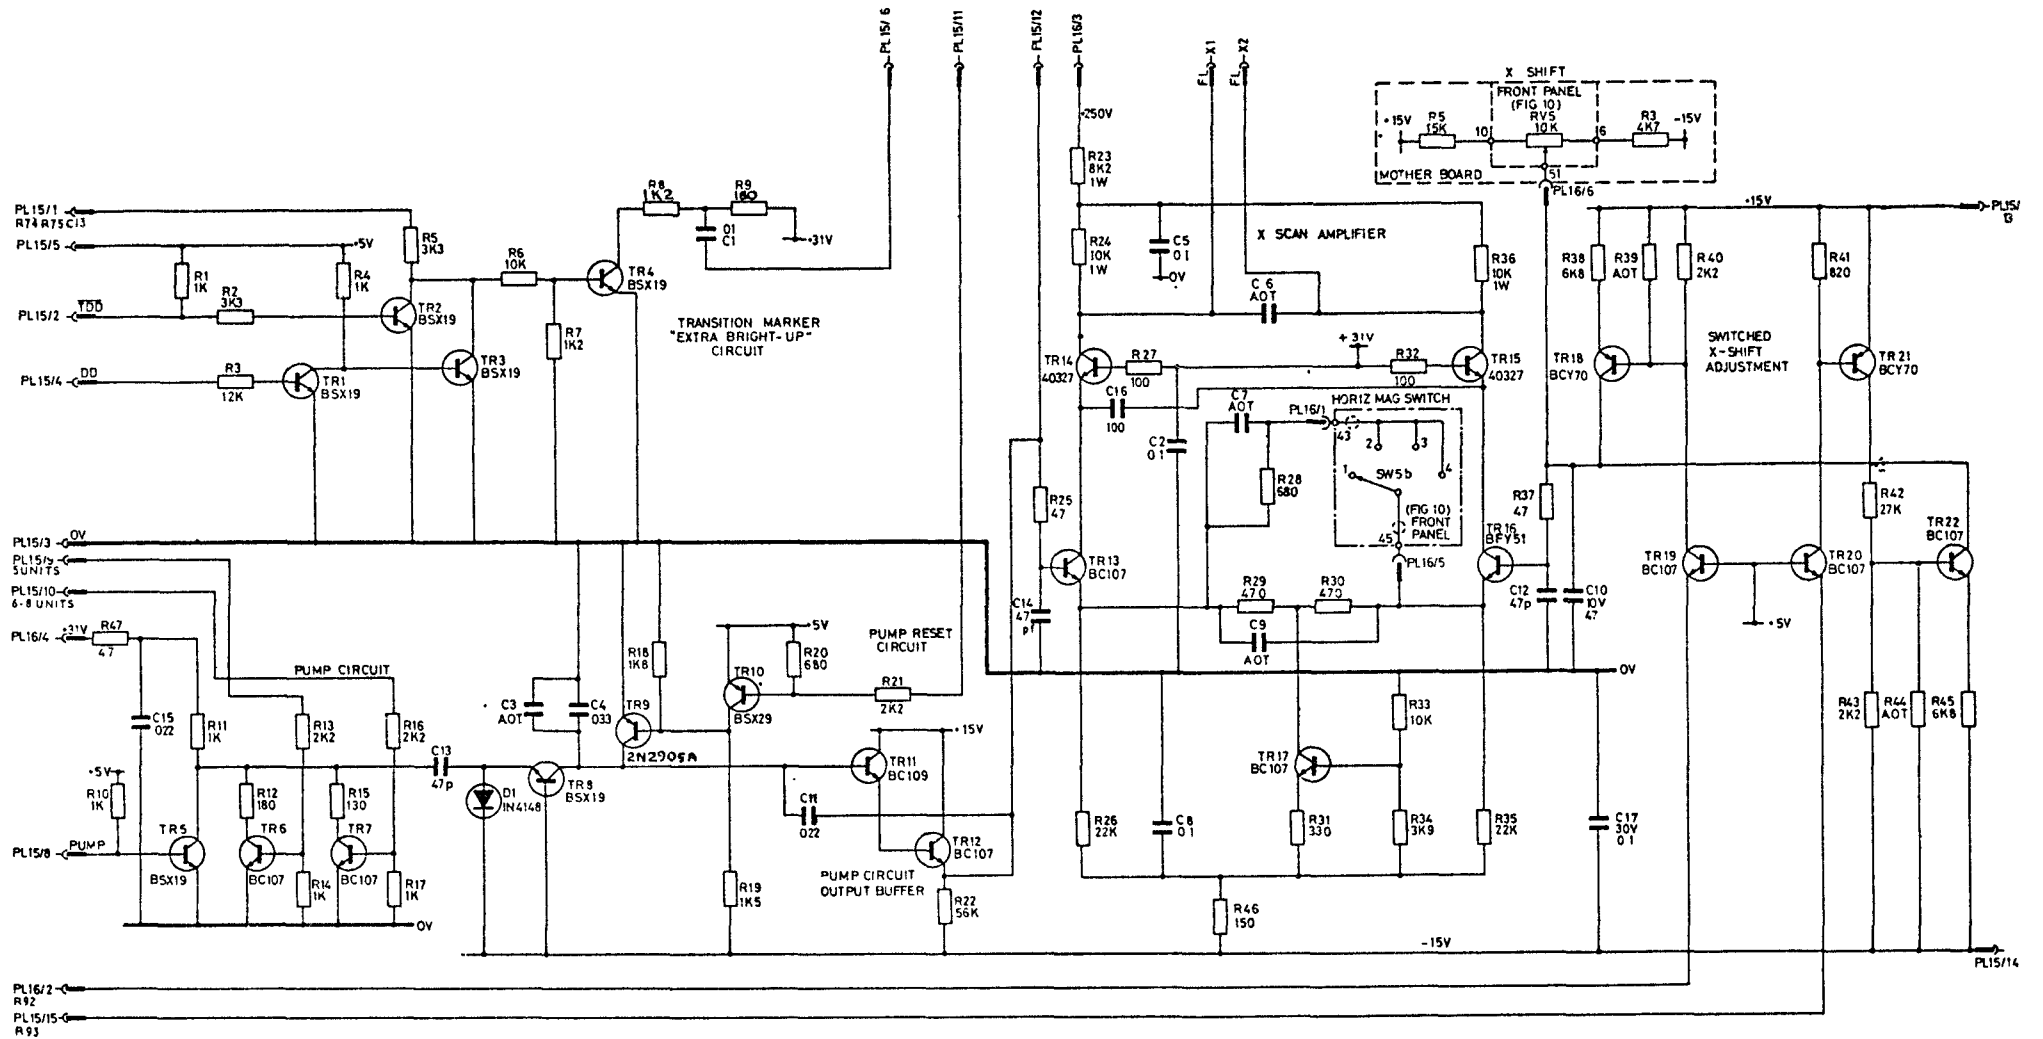 PL15/ 6
PL15/11
PL15/12
PL16/3
FL X1
FL X2
X SHIFT
FRONT PANEL
(FIG 10)
RV5
10K
+15V
R5
15K
10
6
R3
4K7
-15V
MOTHER BOARD
51
PL16/6
+250V
R23
8K2
1W
PL15/1
R74 R75 C13
PL15/5
+5V
R5
3K3
R8
1K2
R9
180
01
C1
+31V
R1
1K
R4
1K
R6
10K
TR4
BSX19
R24
10K
1W
C5
0 1
0V
X SCAN AMPLIFIER
R36
10K
1W
+15V
PL15/
13
R38
6K8
R39
AOT
R40
2K2
R41
820
PL15/2
TDD
R2
3K3
TR2
BSX19
R7
1K2
TRANSITION MARKER
"EXTRA BRIGHT-UP"
CIRCUIT
C 6
AOT
+ 31V
SWITCHED
X-SHIFT
ADJUSTMENT
PL15/4
DD
R3
12K
TR1
BSX19
TR3
BSX19
TR14
40327
R27
100
R32
100
TR15
40327
TR18
BCY70
TR21
BCY70
C16
100
C7
AOT
PL16/1
HORIZ MAG SWITCH
43
2
3
1
4
SW5b
(FIG 10)
FRONT
PANEL
45
PL16/5
C2
0 1
R28
680
R25
47
R37
47
R42
27K
TR16
BFY51
TR22
BC107
PL15/3
0V
PL15/9
5UNITS
PL15/10
6-8 UNITS
PL16/4
+31V
R47
47
TR13
BC107
TR19
BC107
TR20
BC107
C14
47
pf
R29
470
R30
470
C9
AOT
C12
47p
C10
10V
47
+5V
0V
PUMP CIRCUIT
R18
1K8
+5V
PUMP RESET
CIRCUIT
R20
680
TR10
BSX29
R21
2K2
C15
022
R11
1K
R13
2K2
R16
2K2
C3
AOT
C4
033
TR9
2N2905A
R33
10K
R43
2K2
R44
AOT
R45
6K8
+15V
TR11
BC109
TR17
BC107
C13
47p
D1
IN4148
TR8
BSX19
+5V
R10
1K
R12
180
R15
130
C11
022
R26
22K
C8
0 1
R31
330
R34
3K9
R35
22K
C17
30V
0 1
PL15/8
PUMP
TR5
BSX19
TR6
BC107
TR7
BC107
TR12
BC107
R14
1K
R17
1K
R19
1K5
PUMP CIRCUIT
OUTPUT BUFFER
R22
56K
R46
150
0V
-15V
PL15/14
PL16/2
R92
PL15/15
R93